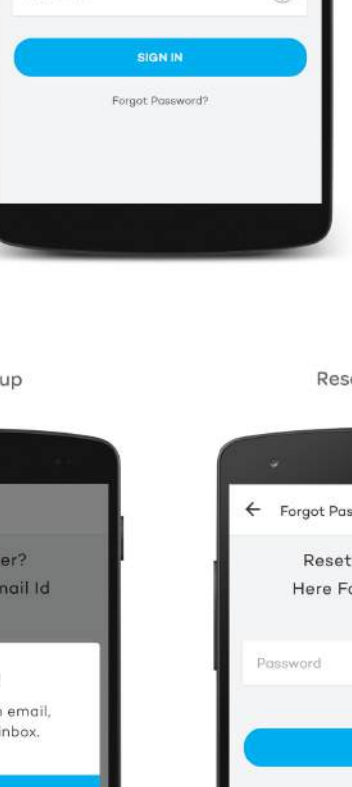 SIGN IN
Forgot Password?
up
Rese
er?
nail Id
email,
inbox.
← Forgot Pas
Reset
Here Fo
Password